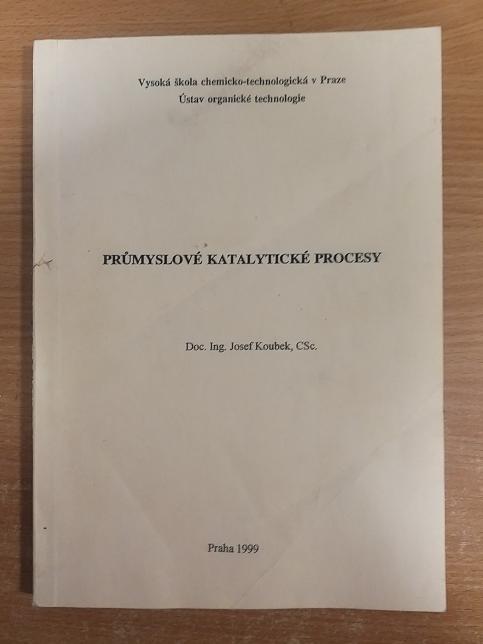 Vysoká škola chemicko-technologická v Praze
Ústav organické technologie
PRŮMYSLOVÉ KATALYTICKÉ PROCESY
Doc. Ing. Josef Koubek, CSc.
Praha 1999